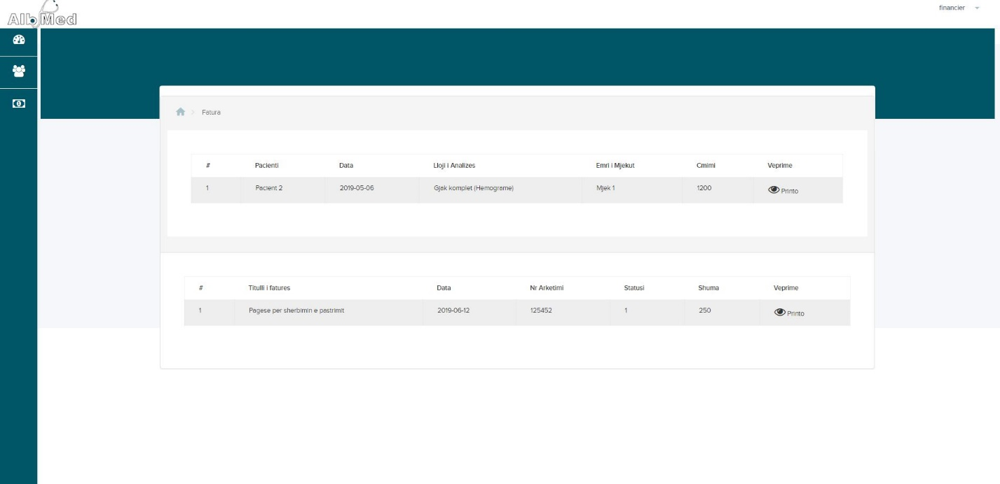 AlbMed
financier
Fatura
# Pacienti Data Lloji i Analizes Emri i Mjekut Cmimi Veprime
1 Pacient 2 2019-05-06 Gjak komplet (Hemograme) Mjek 1 1200 Printo
# Titulli i fatures Data Nr Arketimi Statusi Shuma Veprime
1 Pagese per sherbimin e pastrimit 2019-06-12 125452 1 250 Printo